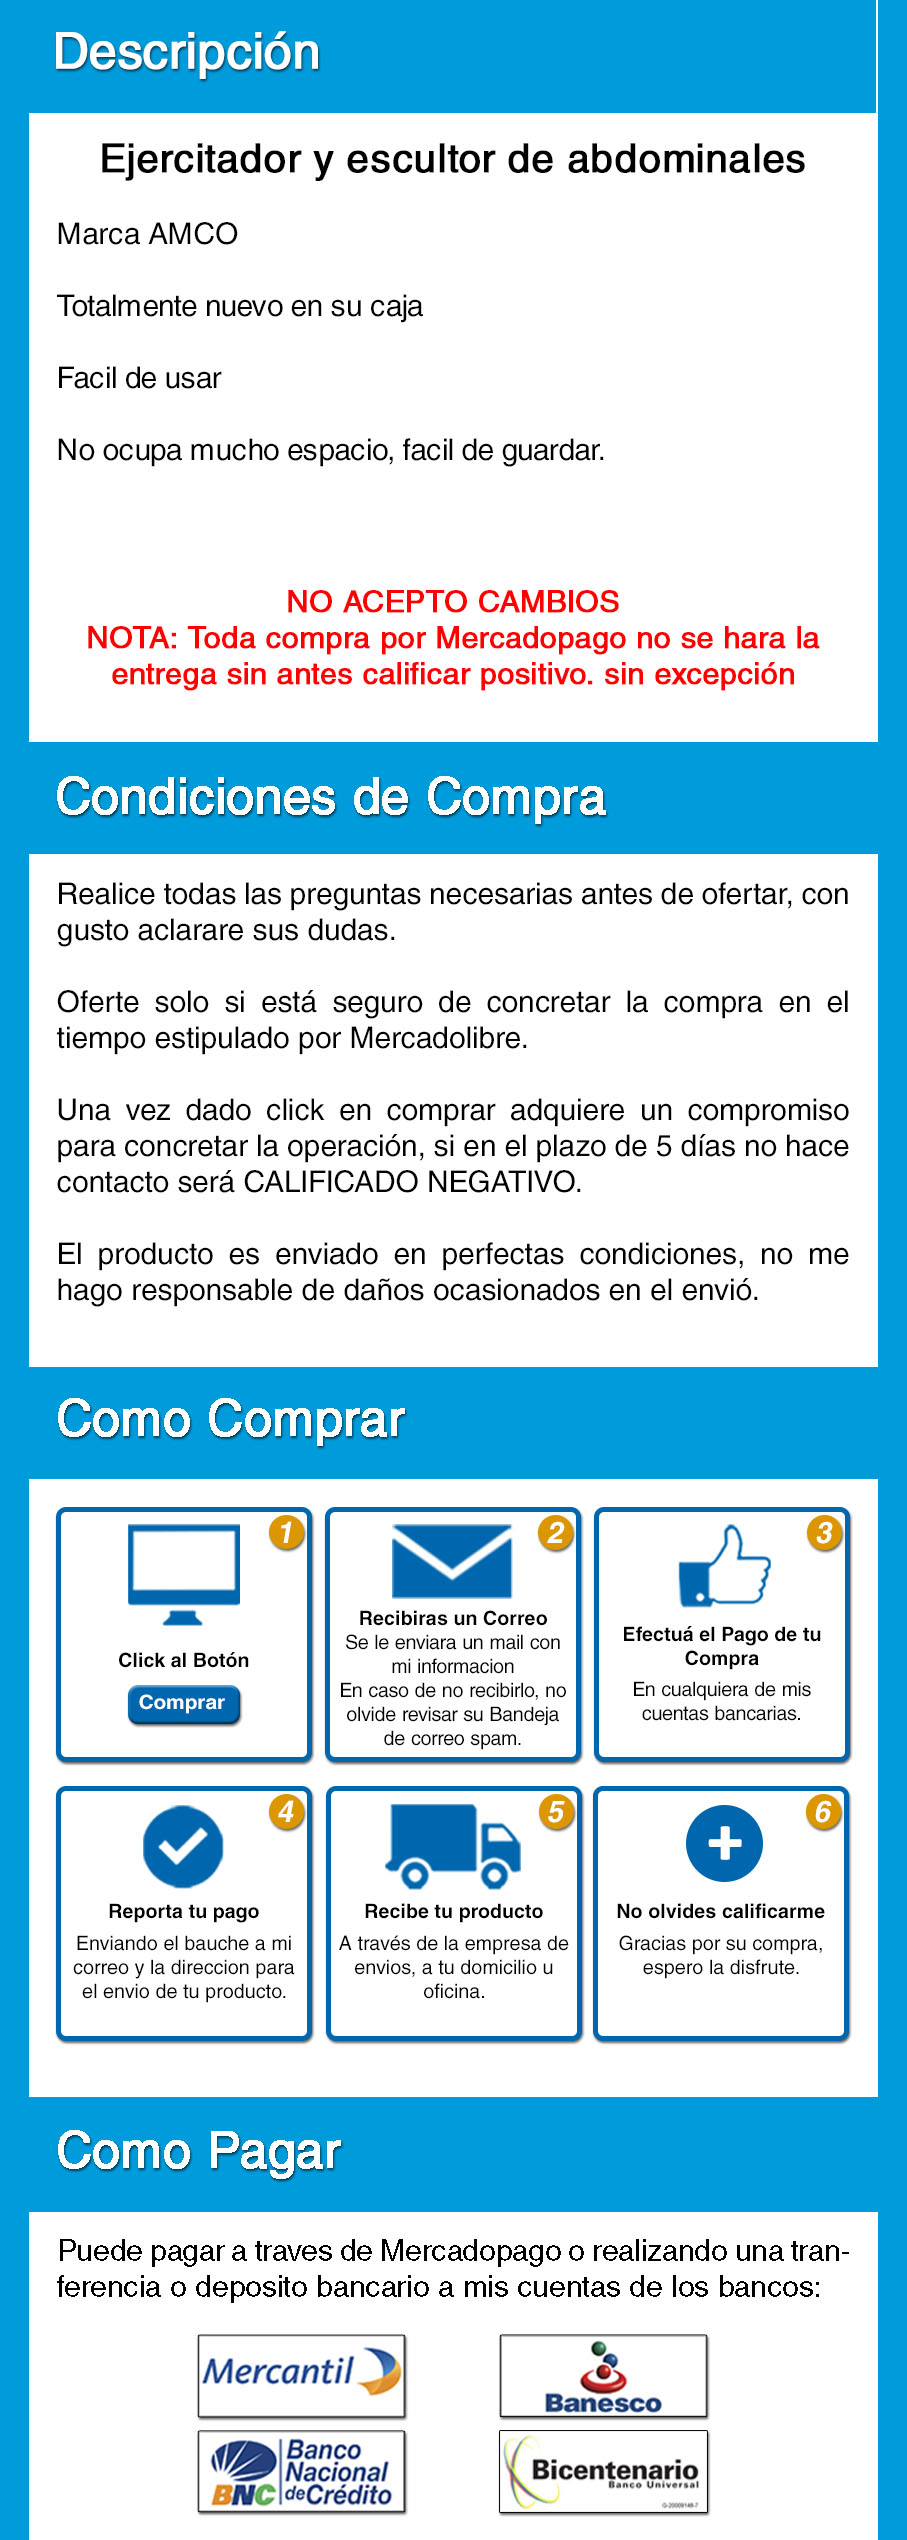 Descripción
Ejercitador y escultor de abdominales
Marca AMCO
Totalmente nuevo en su caja
Facil de usar
No ocupa mucho espacio, facil de guardar.
NO ACEPTO CAMBIOS
NOTA: Toda compra por Mercadopago no se hara la
entrega sin antes calificar positivo. sin excepción
Condiciones de Compra
Realice todas las preguntas necesarias antes de ofertar, con
gusto aclarare sus dudas.
Oferte solo si está seguro de concretar la compra en el
tiempo estipulado por Mercadolibre.
Una vez dado click en comprar adquiere un compromiso
para concretar la operación, si en el plazo de 5 días no hace
contacto será CALIFICADO NEGATIVO.
El producto es enviado en perfectas condiciones, no me
hago responsable de daños ocasionados en el envió.
Como Comprar
1
Click al Botón
Comprar
2
Recibiras un Correo
Se le enviara un mail con
mi informacion
En caso de no recibirlo, no
olvide revisar su Bandeja
de correo spam.
3
Efectuá el Pago de tu
Compra
En cualquiera de mis
cuentas bancarias.
4
Reporta tu pago
Enviando el bauche a mi
correo y la direccion para
el envio de tu producto.
5
Recibe tu producto
A través de la empresa de
envios, a tu domicilio u
oficina.
6
No olvides calificarme
Gracias por su compra,
espero la disfrute.
Como Pagar
Puede pagar a traves de Mercadopago o realizando una tran-
ferencia o deposito bancario a mis cuentas de los bancos:
Mercantil
Banesco
BNC
Banco
Nacional
de Crédito
Bicentenario
Banco Universal